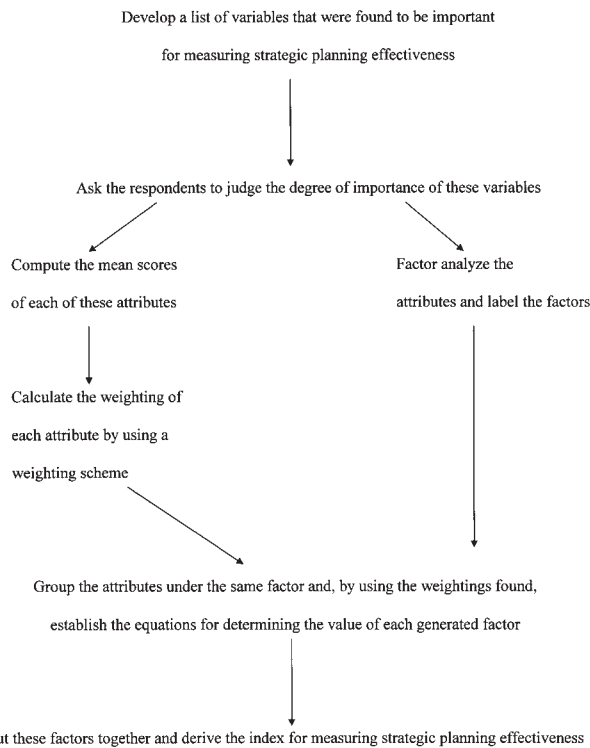 Develop a list of variables that were found to be important
for measuring strategic planning effectiveness
Ask the respondents to judge the degree of importance of these variables
Compute the mean scores
of each of these attributes
Factor analyze the
attributes and label the factors
Calculate the weighting of
each attribute by using a
weighting scheme
Group the attributes under the same factor and, by using the weightings found,
establish the equations for determining the value of each generated factor
these factors together and derive the index for measuring strategic planning effectiveness